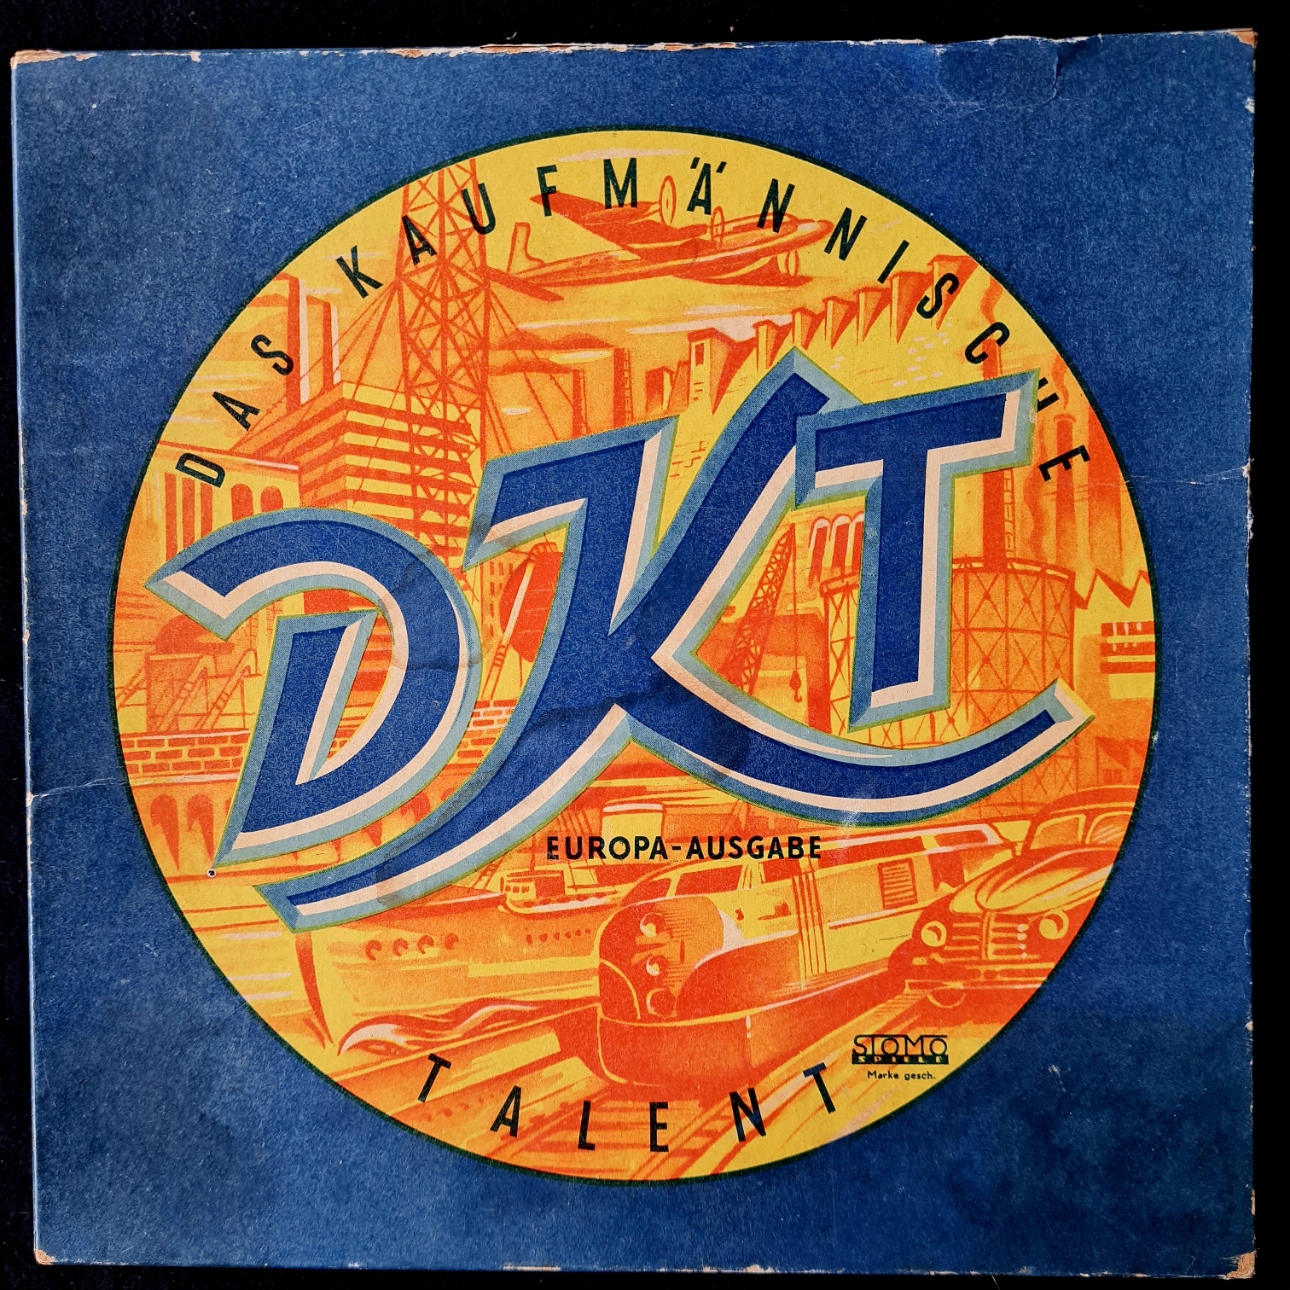 DAS KAUFMÄNNISCHE
DKT
EUROPA-AUSGABE
TALENT
STOMO
SPIELE
Marke gesch.